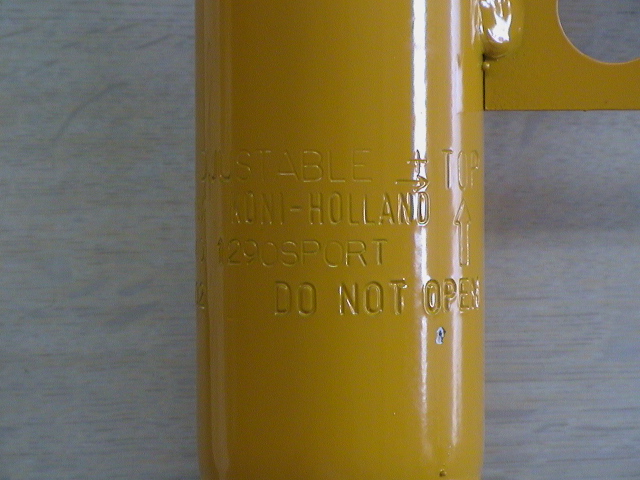 JUSTABLE ± TOP
KONI-HOLLAND
1290SPORT
DO NOT OPEN